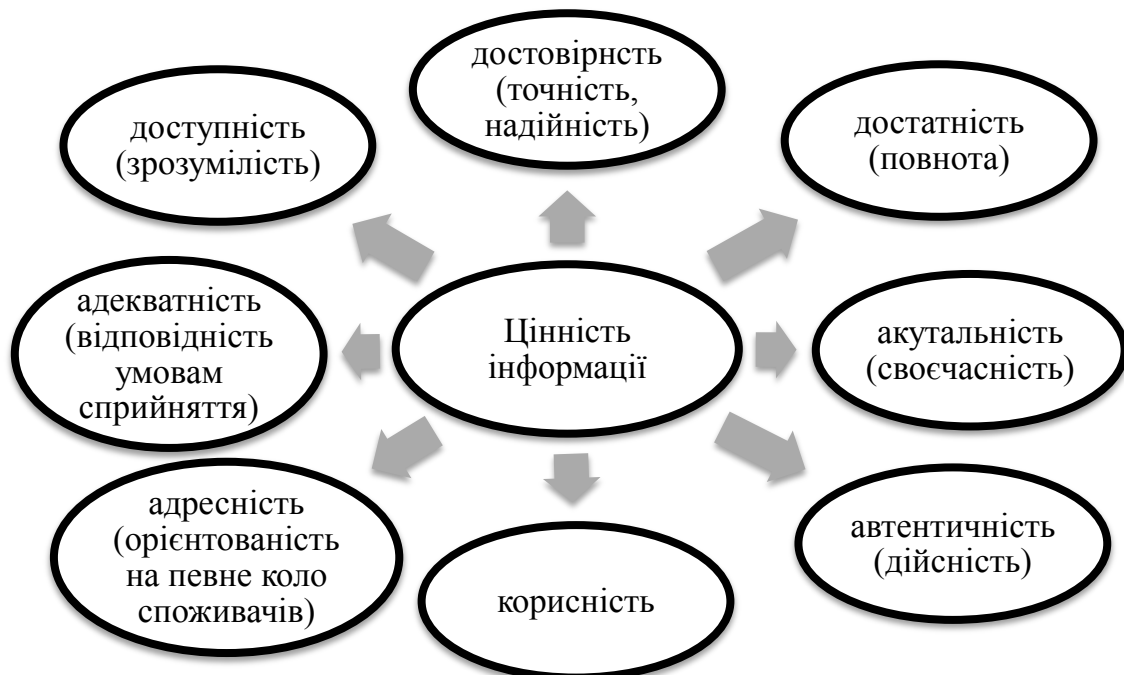 достовірнсть
(точність,
надійність)
доступність
(зрозумілість)
достатність
(повнота)
адекватність
(відповідність
умовам
сприйняття)
Цінність
інформації
акутальність
(своєчасність)
адресність
(орієнтованість
на певне коло
споживачів)
корисність
автентичність
(дійсність)